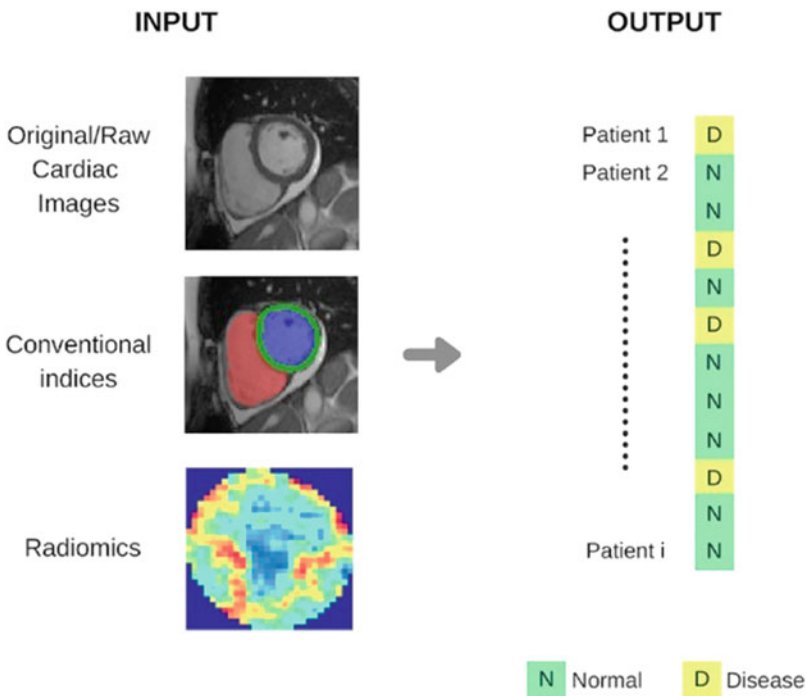 INPUT
OUTPUT
Original/Raw
Cardiac
Images
Conventional
indices
Radiomics
Patient 1 D
Patient 2 N
N
D
N
D
N
N
N
D
N
Patient i N
N Normal D Disease